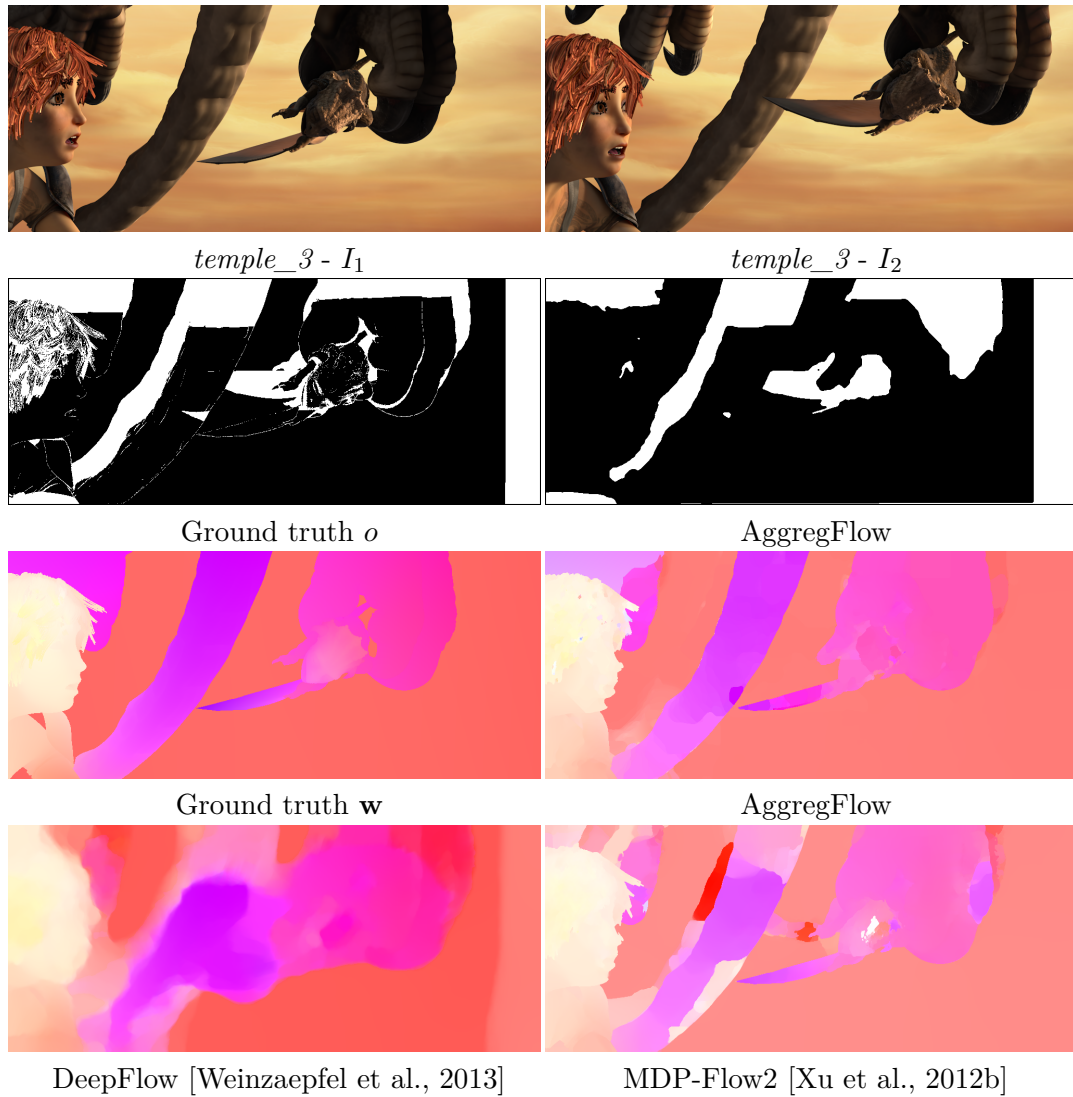 temple_3 - I1
temple_3 - I2
Ground truth o
AggregFlow
Ground truth w
AggregFlow
DeepFlow [Weinzaepfel et al., 2013]
MDP-Flow2 [Xu et al., 2012b]